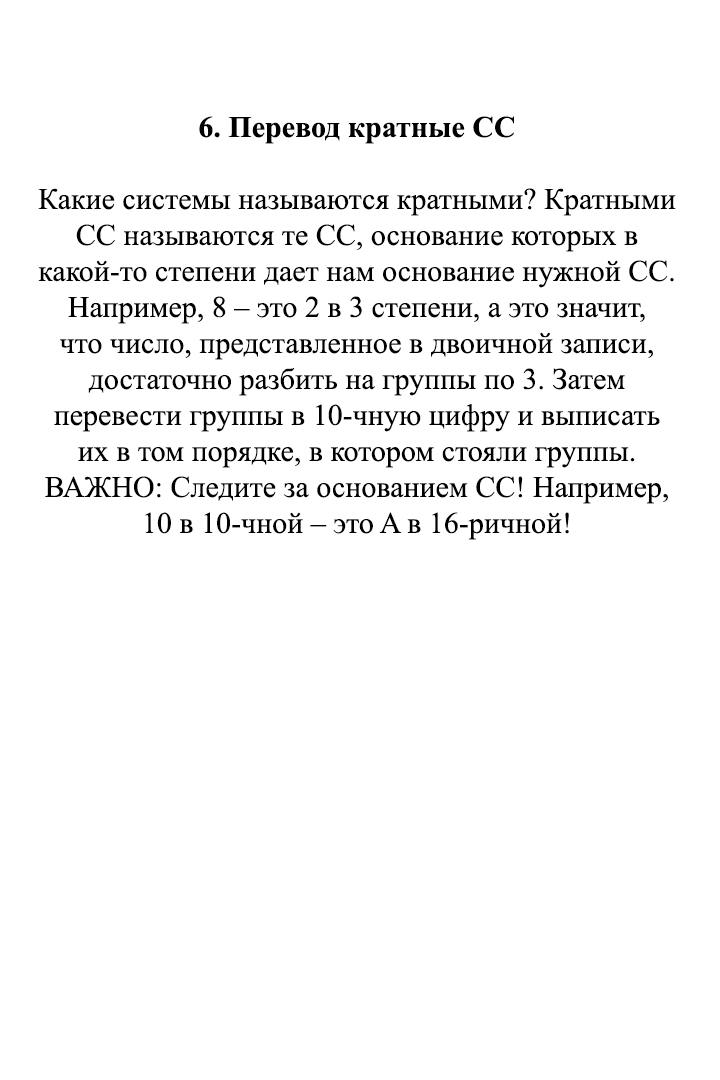 6. Перевод кратные СС
Какие системы называются кратными? Кратными
СС называются те СС, основание которых в
какой-то степени дает нам основание нужной СС.
Например, 8 – это 2 в 3 степени, а это значит,
что число, представленное в двоичной записи,
достаточно разбить на группы по 3. Затем
перевести группы в 10-чную цифру и выписать
их в том порядке, в котором стояли группы.
ВАЖНО: Следите за основанием СС! Например,
10 в 10-чной – это А в 16-ричной!